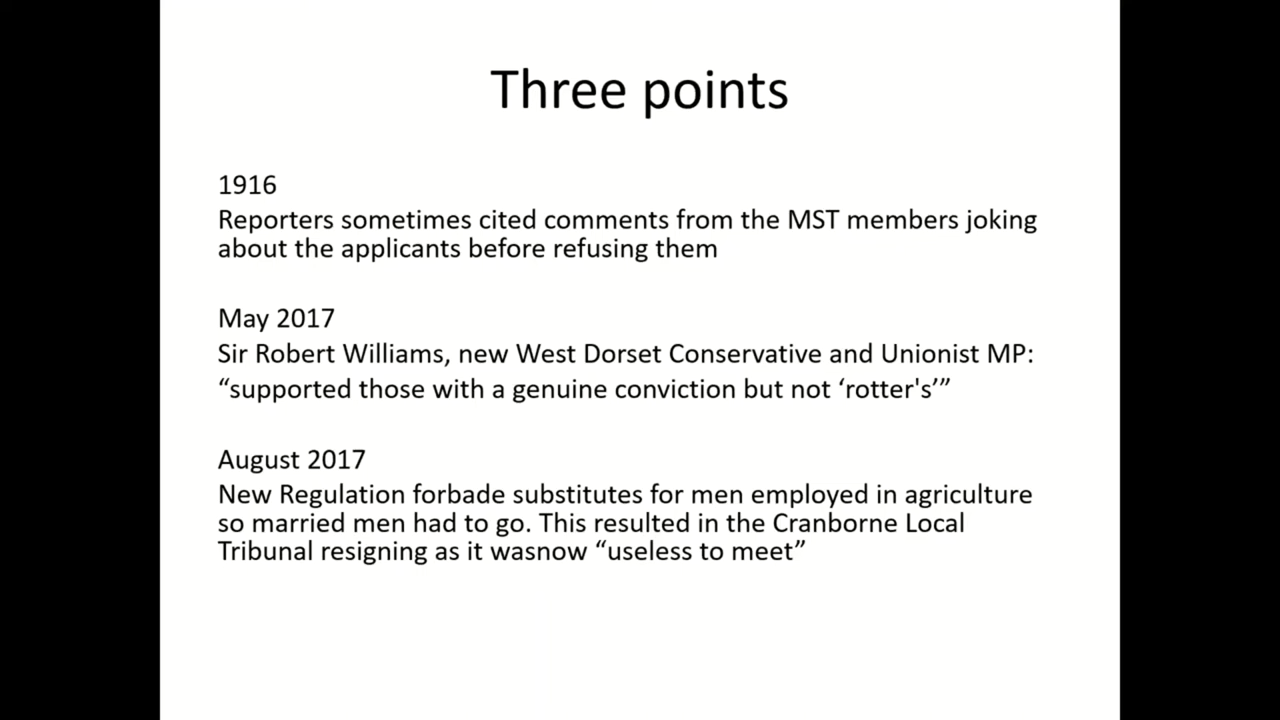 Three points
1916
Reporters sometimes cited comments from the MST members joking
about the applicants before refusing them
May 2017
Sir Robert Williams, new West Dorset Conservative and Unionist MP:
“supported those with a genuine conviction but not ‘rotter's’”
August 2017
New Regulation forbade substitutes for men employed in agriculture
so married men had to go. This resulted in the Cranborne Local
Tribunal resigning as it wasnow “useless to meet”